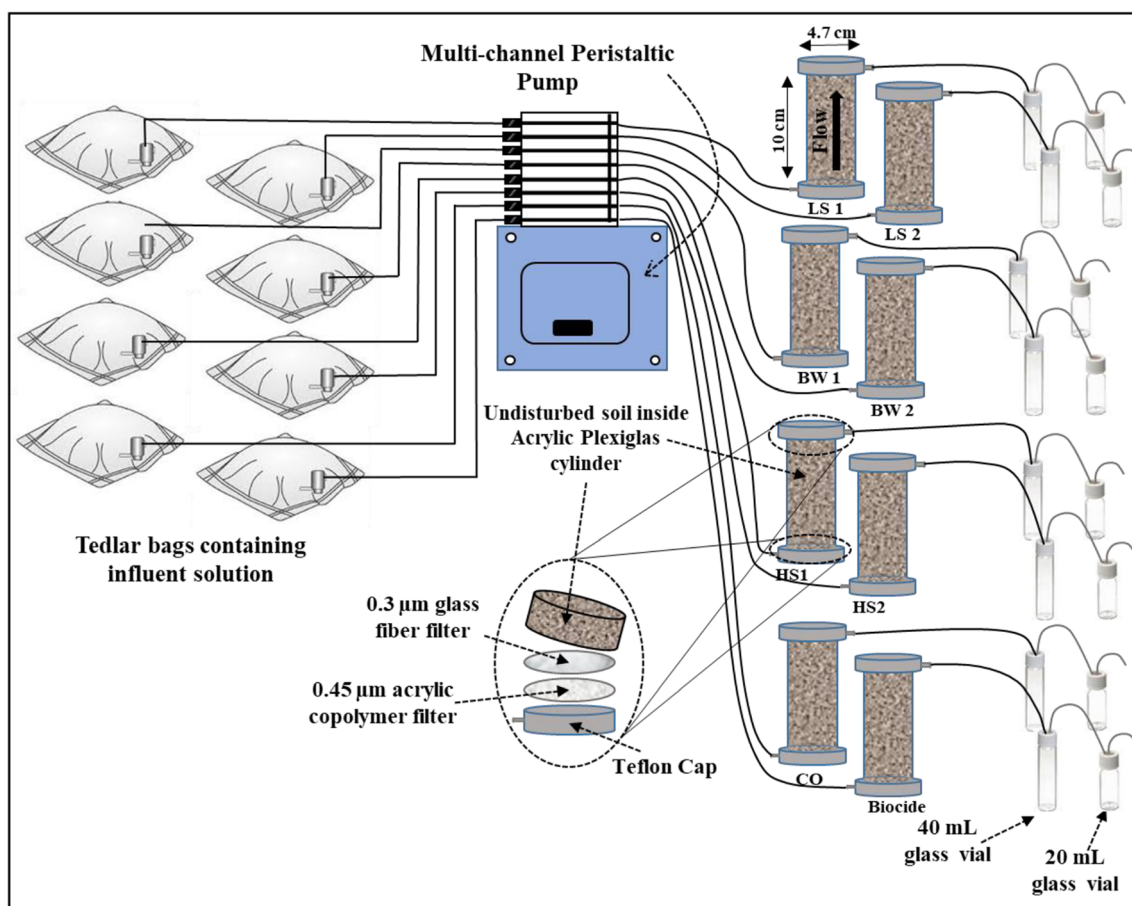 Multi-channel Peristaltic
Pump
4.7 cm
10 cm
Flow
LS 1
LS 2
BW 1
BW 2
Undisturbed soil inside
Acrylic Plexiglas
cylinder
Tedlar bags containing
influent solution
HS1
HS2
0.3 µm glass
fiber filter
0.45 µm acrylic
copolymer filter
Teflon Cap
CO
Biocide
40 mL
glass vial
20 mL
glass vial